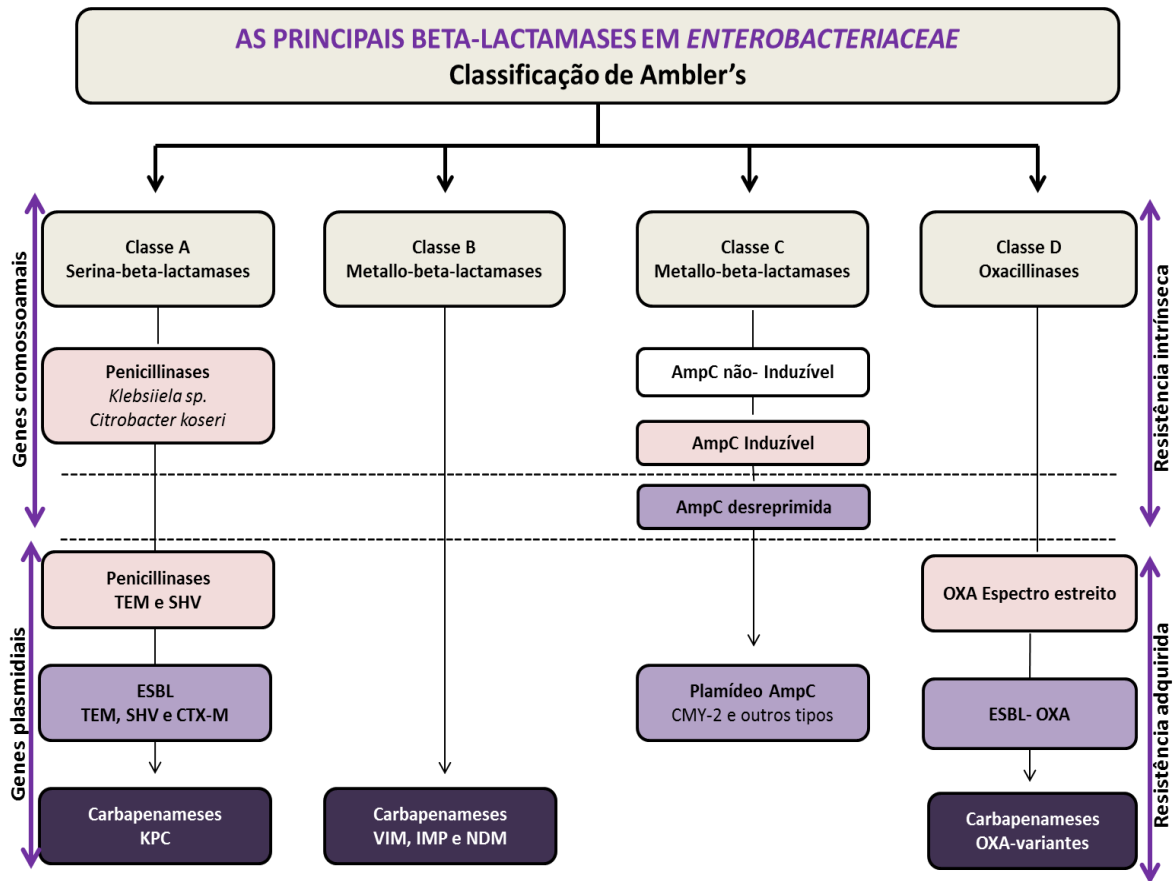 AS PRINCIPAIS BETA-LACTAMASES EM ENTEROBACTERIACEAE
Classificação de Ambler’s
Genes cromossoamais
Resistência intrínseca
Classe A
Serina-beta-lactamases
Classe B
Metallo-beta-lactamases
Classe C
Metallo-beta-lactamases
Classe D
Oxacillinases
Penicillinases
Klebsiiela sp.
Citrobacter koseri
AmpC não- Induzível
AmpC Induzível
AmpC desreprimida
Genes plasmidiais
Resistência adquirida
Penicillinases
TEM e SHV
OXA Espectro estreito
ESBL
TEM, SHV e CTX-M
Plamídeo AmpC
CMY-2 e outros tipos
ESBL- OXA
Carbapenameses
KPC
Carbapenameses
VIM, IMP e NDM
Carbapenameses
OXA-variantes